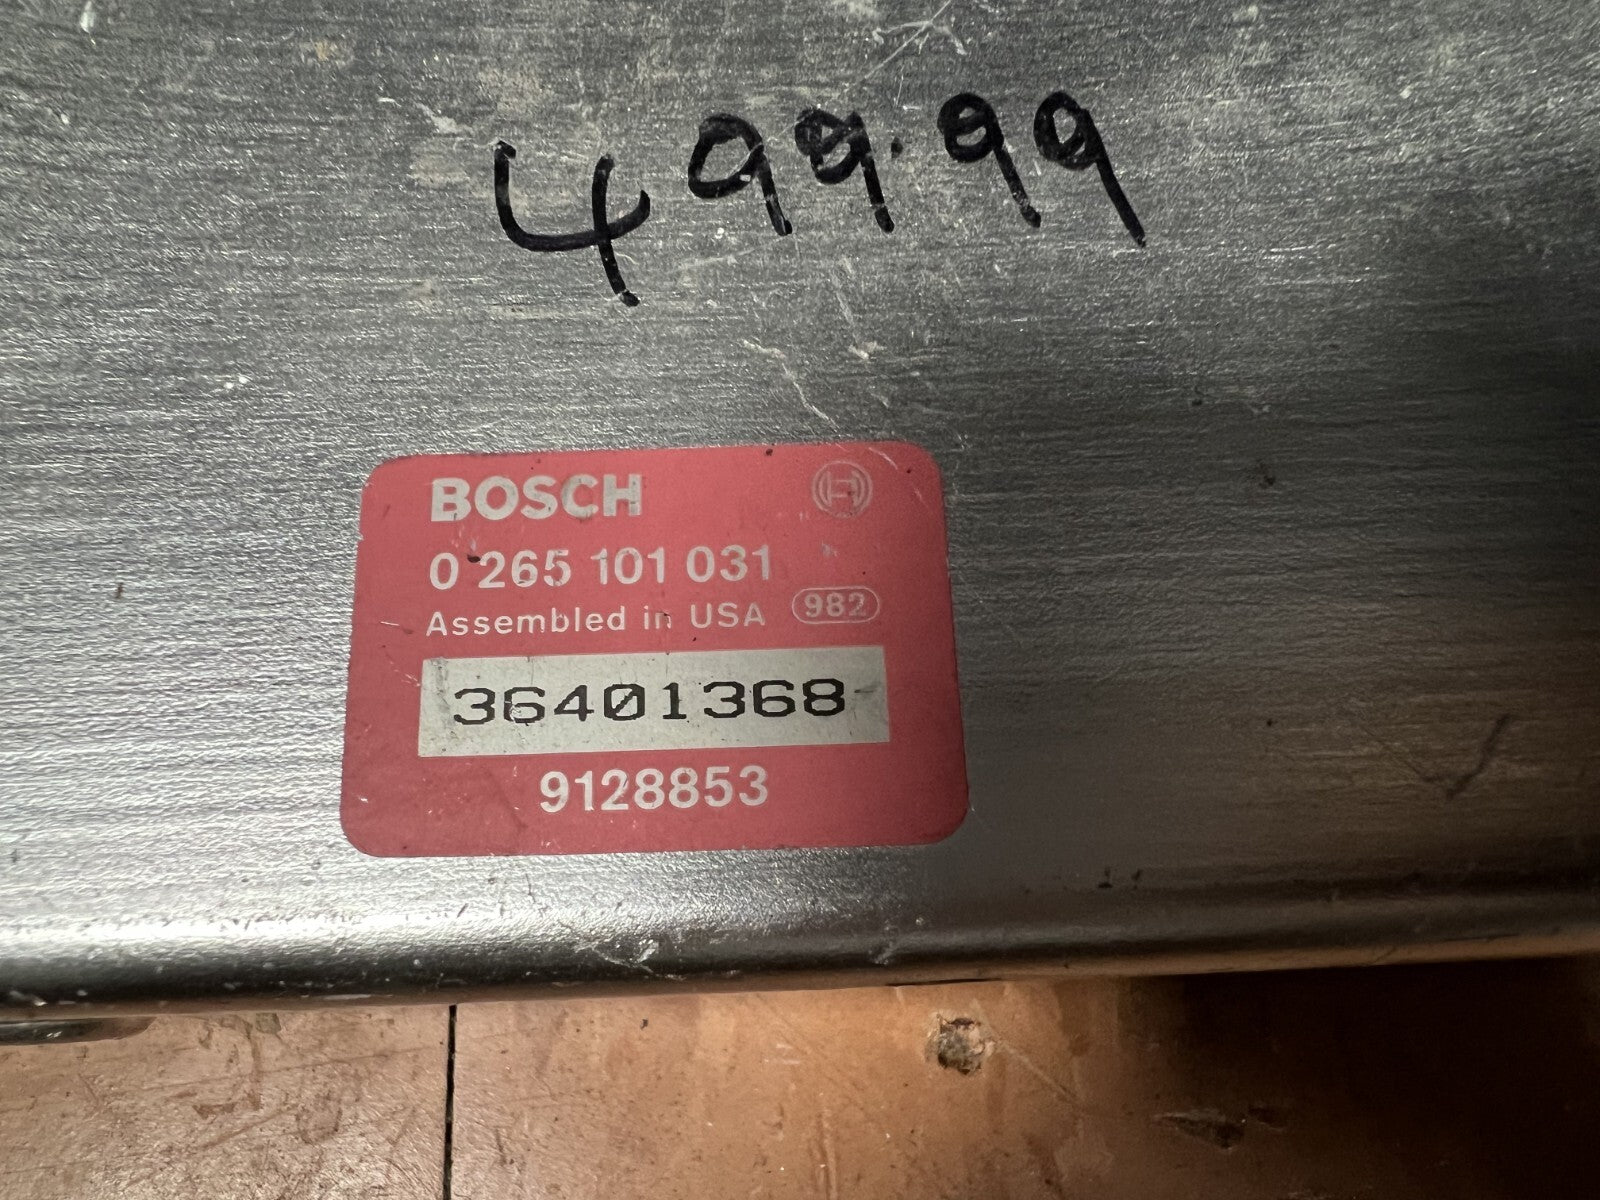 499.99
BOSCH
0 265 101 031
Assembled in USA 982
36401368
9128853